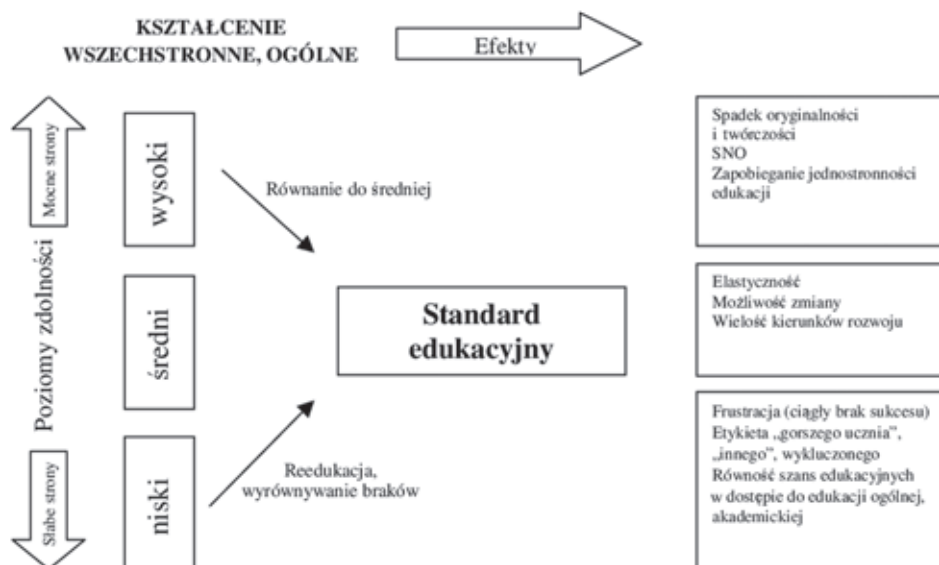 KSZTAŁCENIE
WSZECHSTRONNE, OGÓLNE
Efekty
Mocne strony
Poziomy zdolności
Słabe strony
wysoki
średni
niski
Równanie do średniej
Standard
edukacyjny
Reedukacja,
wyrównywanie braków
Spadek oryginalności
i twórczości
SNO
Zapobieganie jednostronności
edukacji
Elastyczność
Możliwość zmiany
Wielość kierunków rozwoju
Frustracja (ciągły brak sukcesu)
Etykieta „gorszego ucznia”,
„innego”, wykluczonego
Równość szans edukacyjnych
w dostępie do edukacji ogólnej,
akademickiej